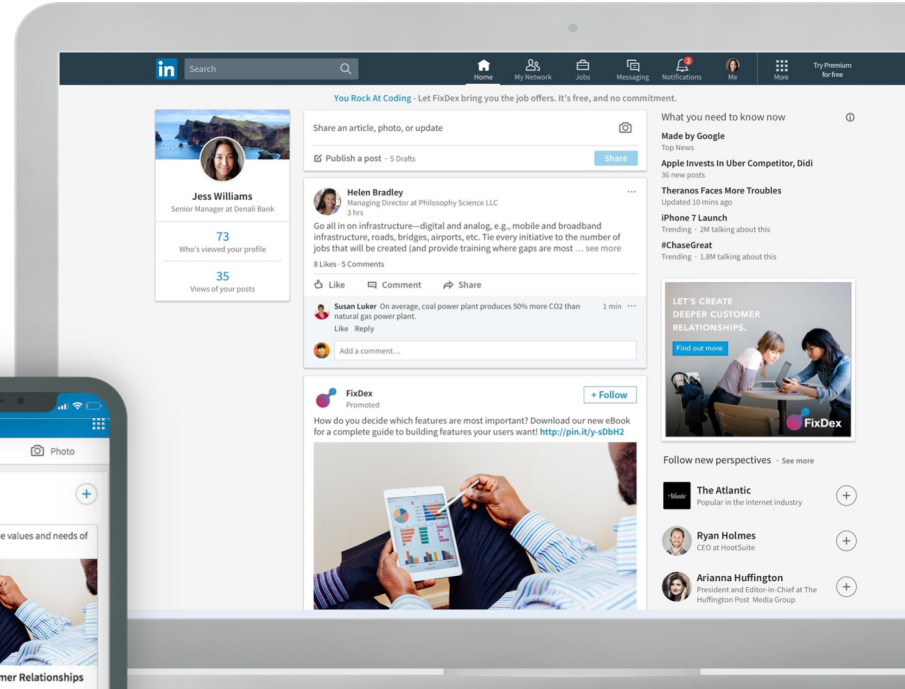 in
Search
Home
My Network
Jobs
Messaging
2
Notifications
Me
More
Try Premium
for free
You Rock At Coding - Let FixDex bring you the job offers. It's free, and no commitment.
Jess Williams
Senior Manager at Denali Bank
73
Who's viewed your profile
35
Views of your posts
Share an article, photo, or update
Publish a post · 5 Drafts
Share
Helen Bradley
Managing Director at Philosophy Science LLC
3 hrs
Go all in on infrastructure—digital and analog, e.g., mobile and broadband
infrastructure, roads, bridges, airports, etc. Tie every initiative to the number of
jobs that will be created (and provide training where gaps are most ... see more
8 Likes · 5 Comments
Like
Comment
Share
Susan Luker On average, coal power plant produces 50% more CO2 than
natural gas power plant.
1 min
Like Reply
Add a comment...
FixDex
Promoted
+ Follow
How do you decide which features are most important? Download our new eBook
for a complete guide to building features your users want! http://pin.it/y-sDbH2
What you need to know now
Made by Google
Top News
Apple Invests In Uber Competitor, Didi
36 new posts
Theranos Faces More Troubles
Updated 10 mins ago
iPhone 7 Launch
Trending · 2M talking about this
#ChaseGreat
Trending · 1.8M talking about this
LET'S CREATE
DEEPER CUSTOMER
RELATIONSHIPS.
Find out more
FixDex
Follow new perspectives · See more
The Atlantic
Popular in the internet industry
Ryan Holmes
CEO at HootSuite
Arianna Huffington
President and Editor-in-Chief at The
Huffington Post Media Group
Photo
e values and needs of
mer Relationships